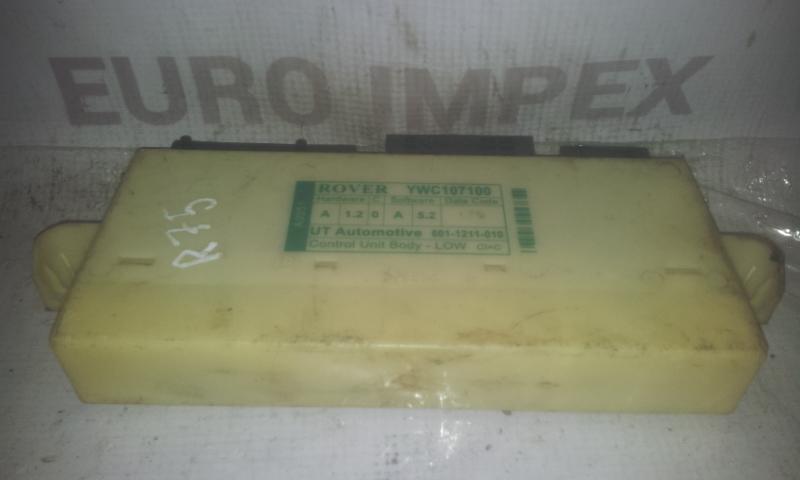 EURO IMPEX
ROVER YWC107100
Hardware C Software Date Code
A 1.2 0 A 5.2
UT Automotive 601-1211-010
Control Unit Body - LOW
R75